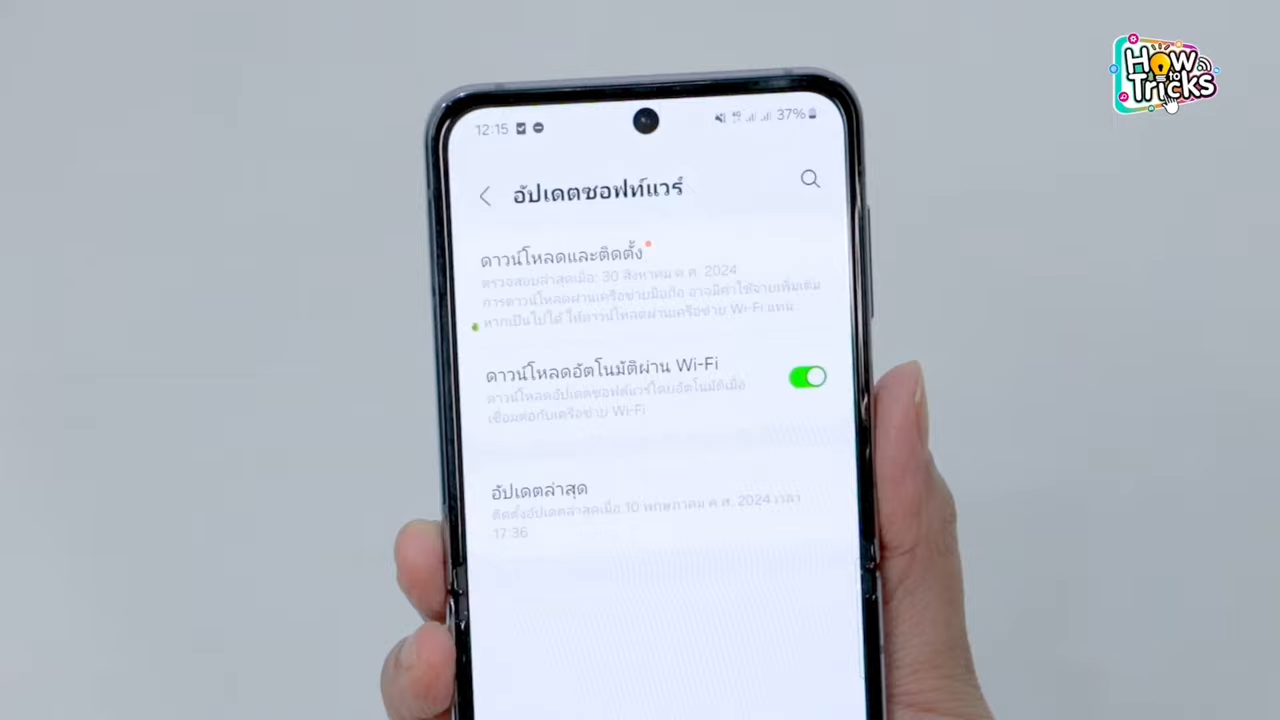 How
to
Tricks
12:15
4G 37%
อัปเดตซอฟท์แวร์
ดาวน์โหลดและติดตั้ง
ตรวจสอบล่าสุดเมื่อ: 30 สิงหาคม ค.ศ. 2024
การดาวน์โหลดผ่านเครือข่ายมือถือ อาจมีค่าใช้จ่ายเพิ่มเติม
หากเป็นไปได้ ให้ดาวน์โหลดผ่านเครือข่าย Wi-Fi แทน
ดาวน์โหลดอัตโนมัติผ่าน Wi-Fi
ดาวน์โหลดอัปเดตซอฟต์แวร์โดยอัตโนมัติเมื่อ
เชื่อมต่อกับเครือข่าย Wi-Fi
อัปเดตล่าสุด
ติดตั้งอัปเดตล่าสุดเมื่อ 10 พฤษภาคม ค.ศ. 2024 เวลา
17:36